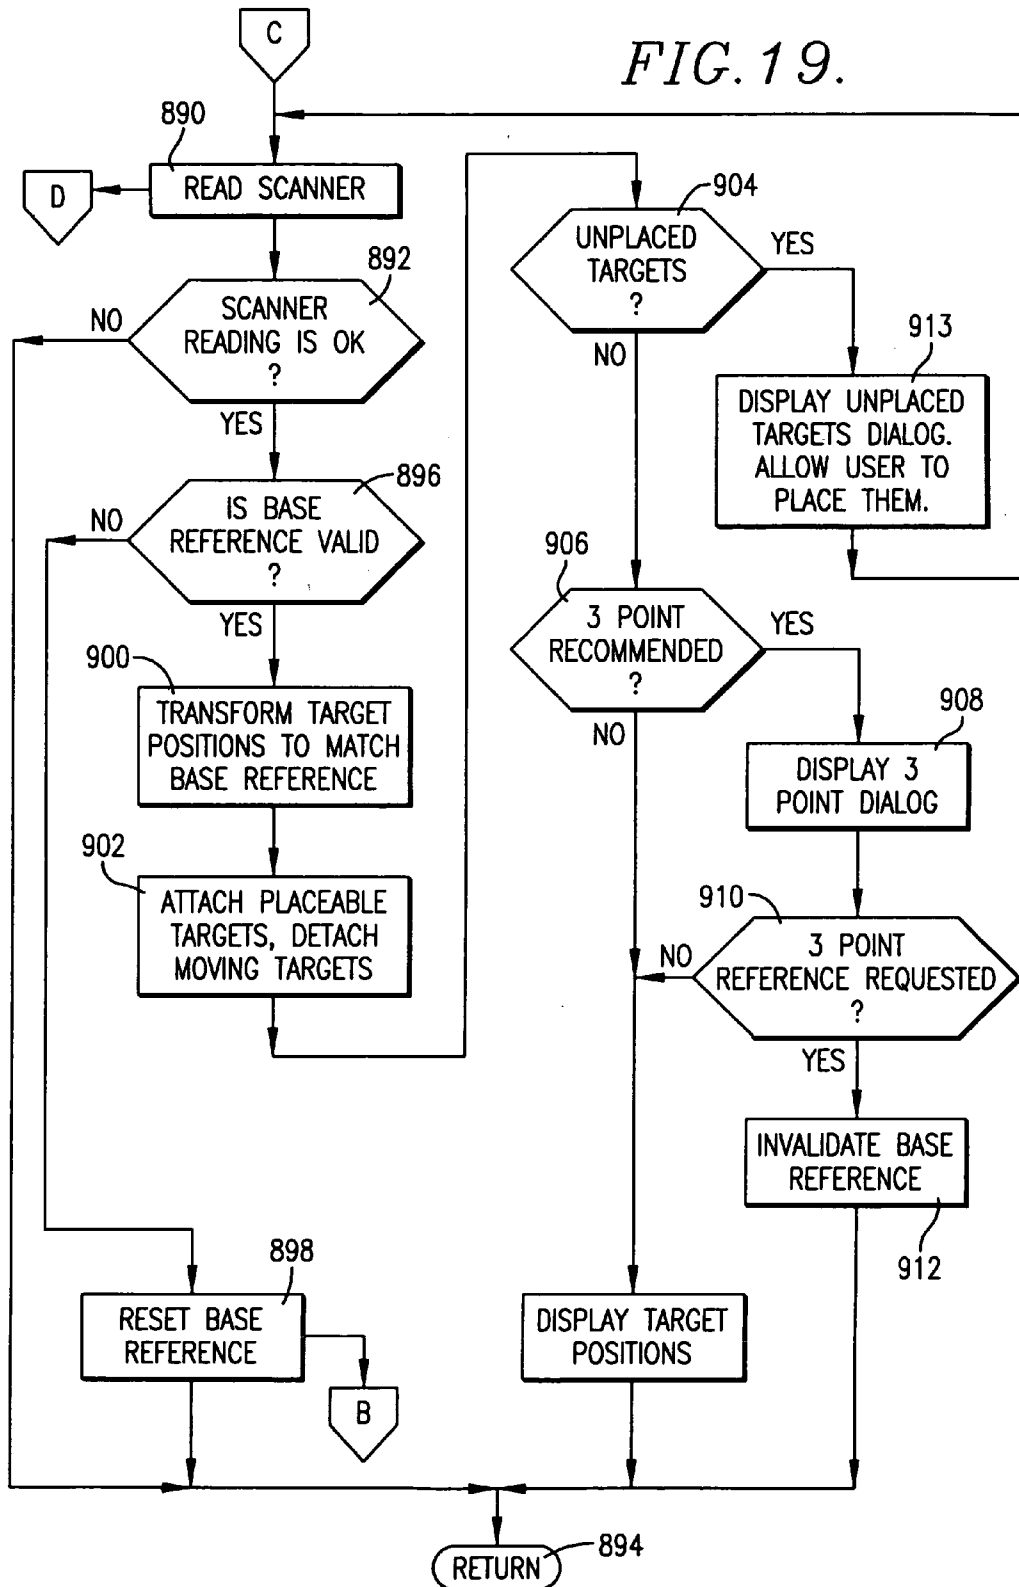 C
FIG. 19.
890
READ SCANNER
D
892
SCANNER
READING IS OK
?
NO
YES
896
IS BASE
REFERENCE VALID
?
NO
YES
900
TRANSFORM TARGET
POSITIONS TO MATCH
BASE REFERENCE
902
ATTACH PLACEABLE
TARGETS, DETACH
MOVING TARGETS
898
RESET BASE
REFERENCE
B
904
UNPLACED
TARGETS
?
YES
NO
913
DISPLAY UNPLACED
TARGETS DIALOG.
ALLOW USER TO
PLACE THEM.
906
3 POINT
RECOMMENDED
?
YES
NO
908
DISPLAY 3
POINT DIALOG
910
3 POINT
REFERENCE REQUESTED
?
NO
YES
INVALIDATE BASE
REFERENCE
912
DISPLAY TARGET
POSITIONS
RETURN
894